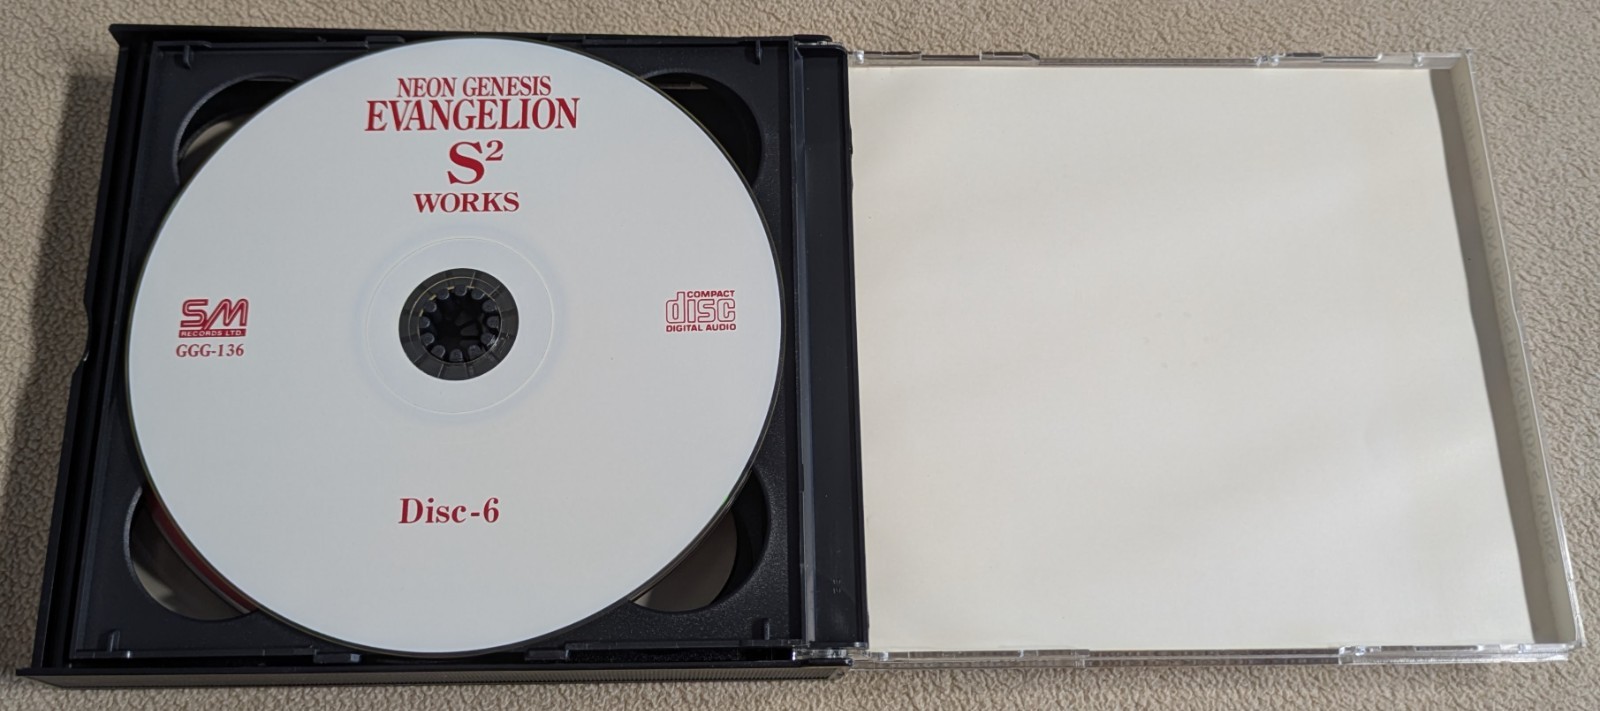 NEON GENESIS
EVANGELION
S²
WORKS
SM
RECORDS LTD.
GGG-136
COMPACT
disc
DIGITAL AUDIO
Disc-6